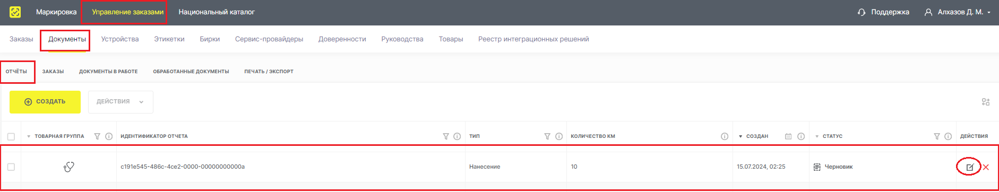 Маркировка Управление заказами Национальный каталог Поддержка Алхазов Д. М.
Заказы Документы Устройства Этикетки Бирки Сервис-провайдеры Доверенности Руководства Товары Реестр интеграционных решений
ОТЧЁТЫ ЗАКАЗЫ ДОКУМЕНТЫ В РАБОТЕ ОБРАБОТАННЫЕ ДОКУМЕНТЫ ПЕЧАТЬ / ЭКСПОРТ
СОЗДАТЬ ДЕЙСТВИЯ
ТОВАРНАЯ ГРУППА ИДЕНТИФИКАТОР ОТЧЕТА ТИП КОЛИЧЕСТВО КМ СОЗДАН СТАТУС ДЕЙСТВИЯ
c191e545-486c-4ce2-0000-00000000000a Нанесение 10 15.07.2024, 02:25 Черновик